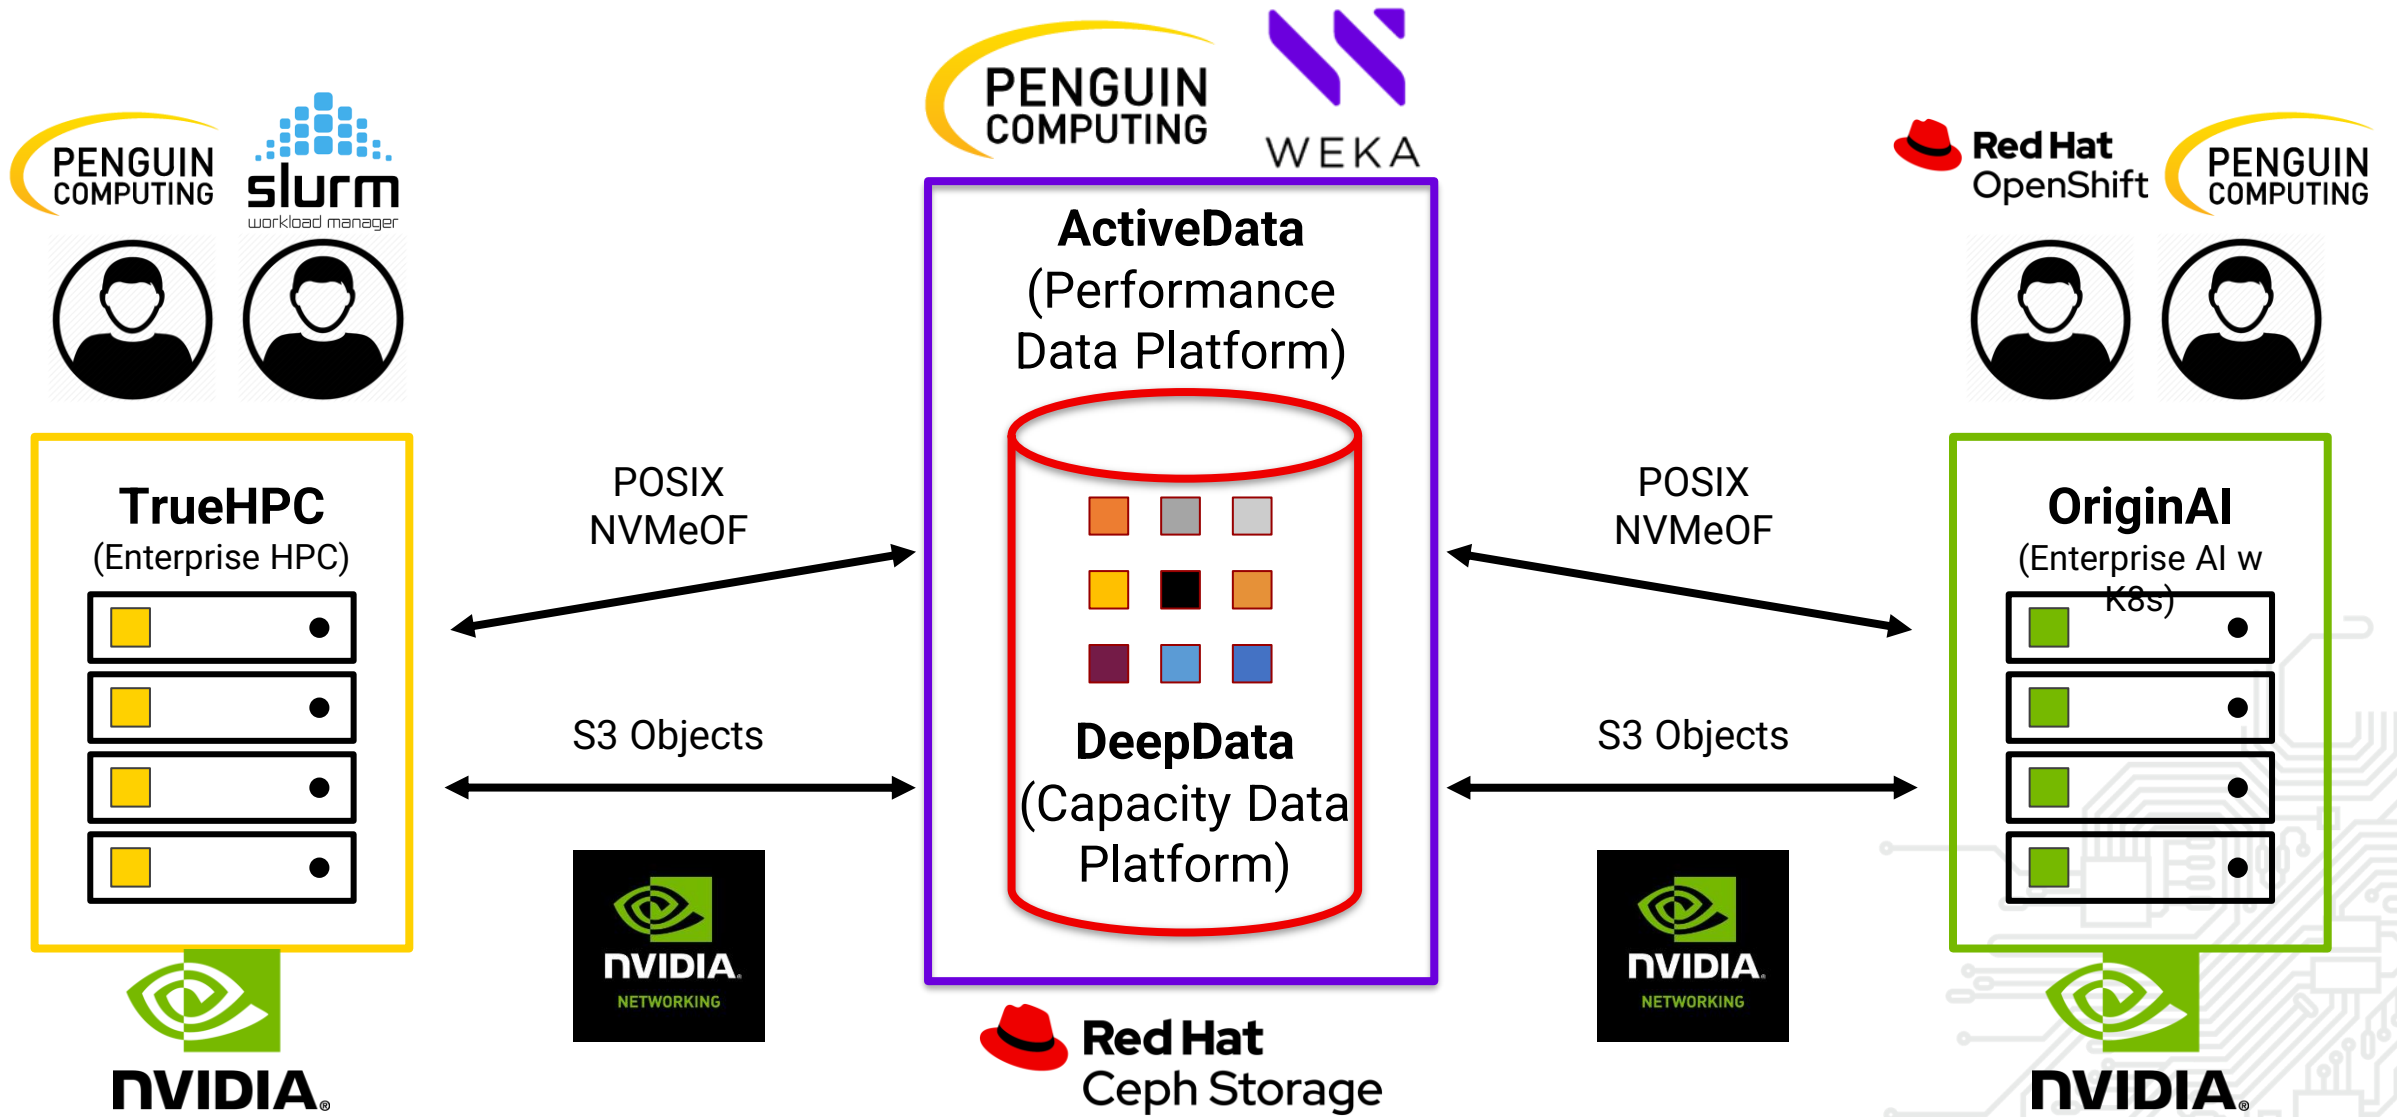 PENGUIN
COMPUTING
slurm
workload manager
PENGUIN
COMPUTING
WEKA
Red Hat
OpenShift
PENGUIN
COMPUTING
TrueHPC
(Enterprise HPC)
POSIX
NVMeOF
S3 Objects
NVIDIA.
NETWORKING
NVIDIA®
ActiveData
(Performance
Data Platform)
DeepData
(Capacity Data
Platform)
Red Hat
Ceph Storage
POSIX
NVMeOF
S3 Objects
NVIDIA.
NETWORKING
OriginAI
(Enterprise AI w
K8s)
NVIDIA®